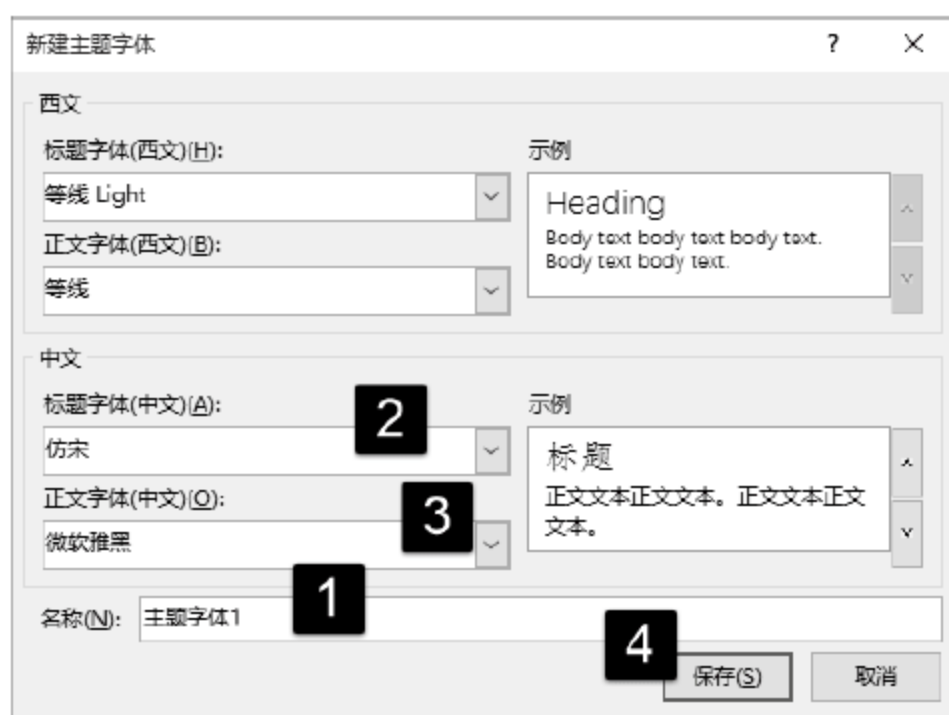 新建主题字体 ? ×
西文
标题字体(西文)(H): 示例
等线 Light
Heading
正文字体(西文)(B):
Body text body text body text.
Body text body text.
等线
中文
标题字体(中文)(A): 2 示例
仿宋
标题
正文字体(中文)(O): 3
正文文本正文文本。正文文本正文
文本。
微软雅黑
1
名称(N): 主题字体1
4
保存(S) 取消